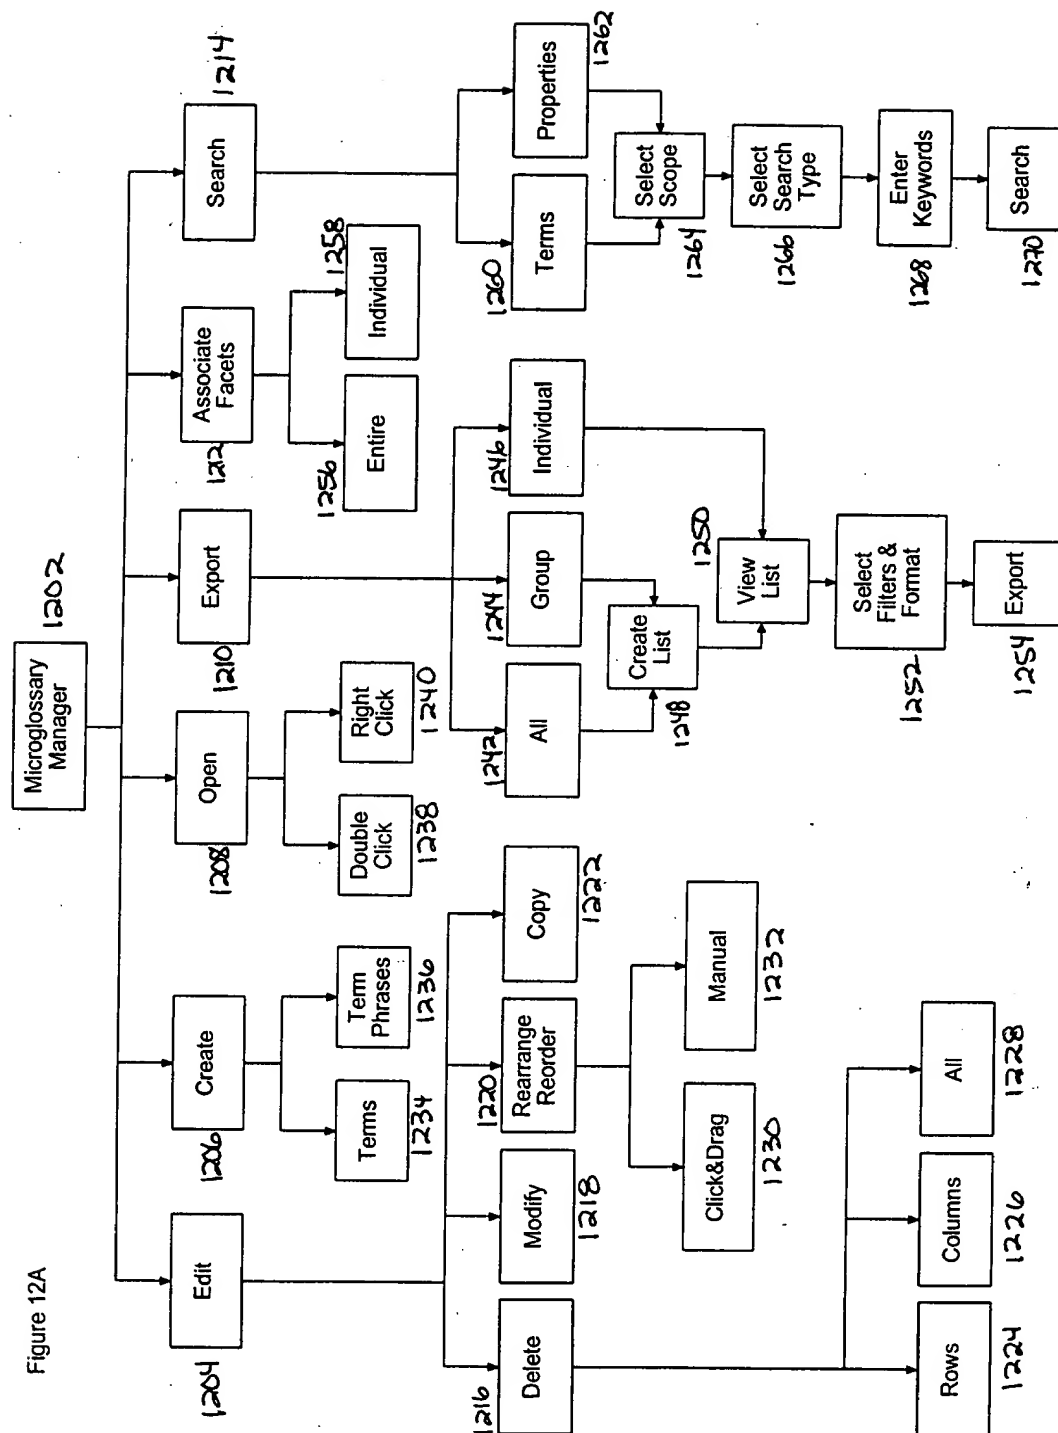 Figure 12A
Microglossary
Manager
1202
Edit
1204
Create
1206
Open
1208
Export
1210
Associate
Facets
1212
Search
1214
Terms
1234
Term
Phrases
1236
Double
Click
1238
Right
Click
1240
Entire
1256
Individual
1258
Delete
1216
Modify
1218
Rearrange
Reorder
1220
Copy
1222
All
1242
Group
1244
Individual
1246
Terms
1260
Properties
1262
Create
List
1248
View
List
1250
Select
Scope
1264
Click&Drag
1230
Manual
1232
Select
Filters &
Format
1252
Select
Search
Type
1266
Enter
Keywords
1268
Rows
1224
Columns
1226
All
1228
Export
1254
Search
1270